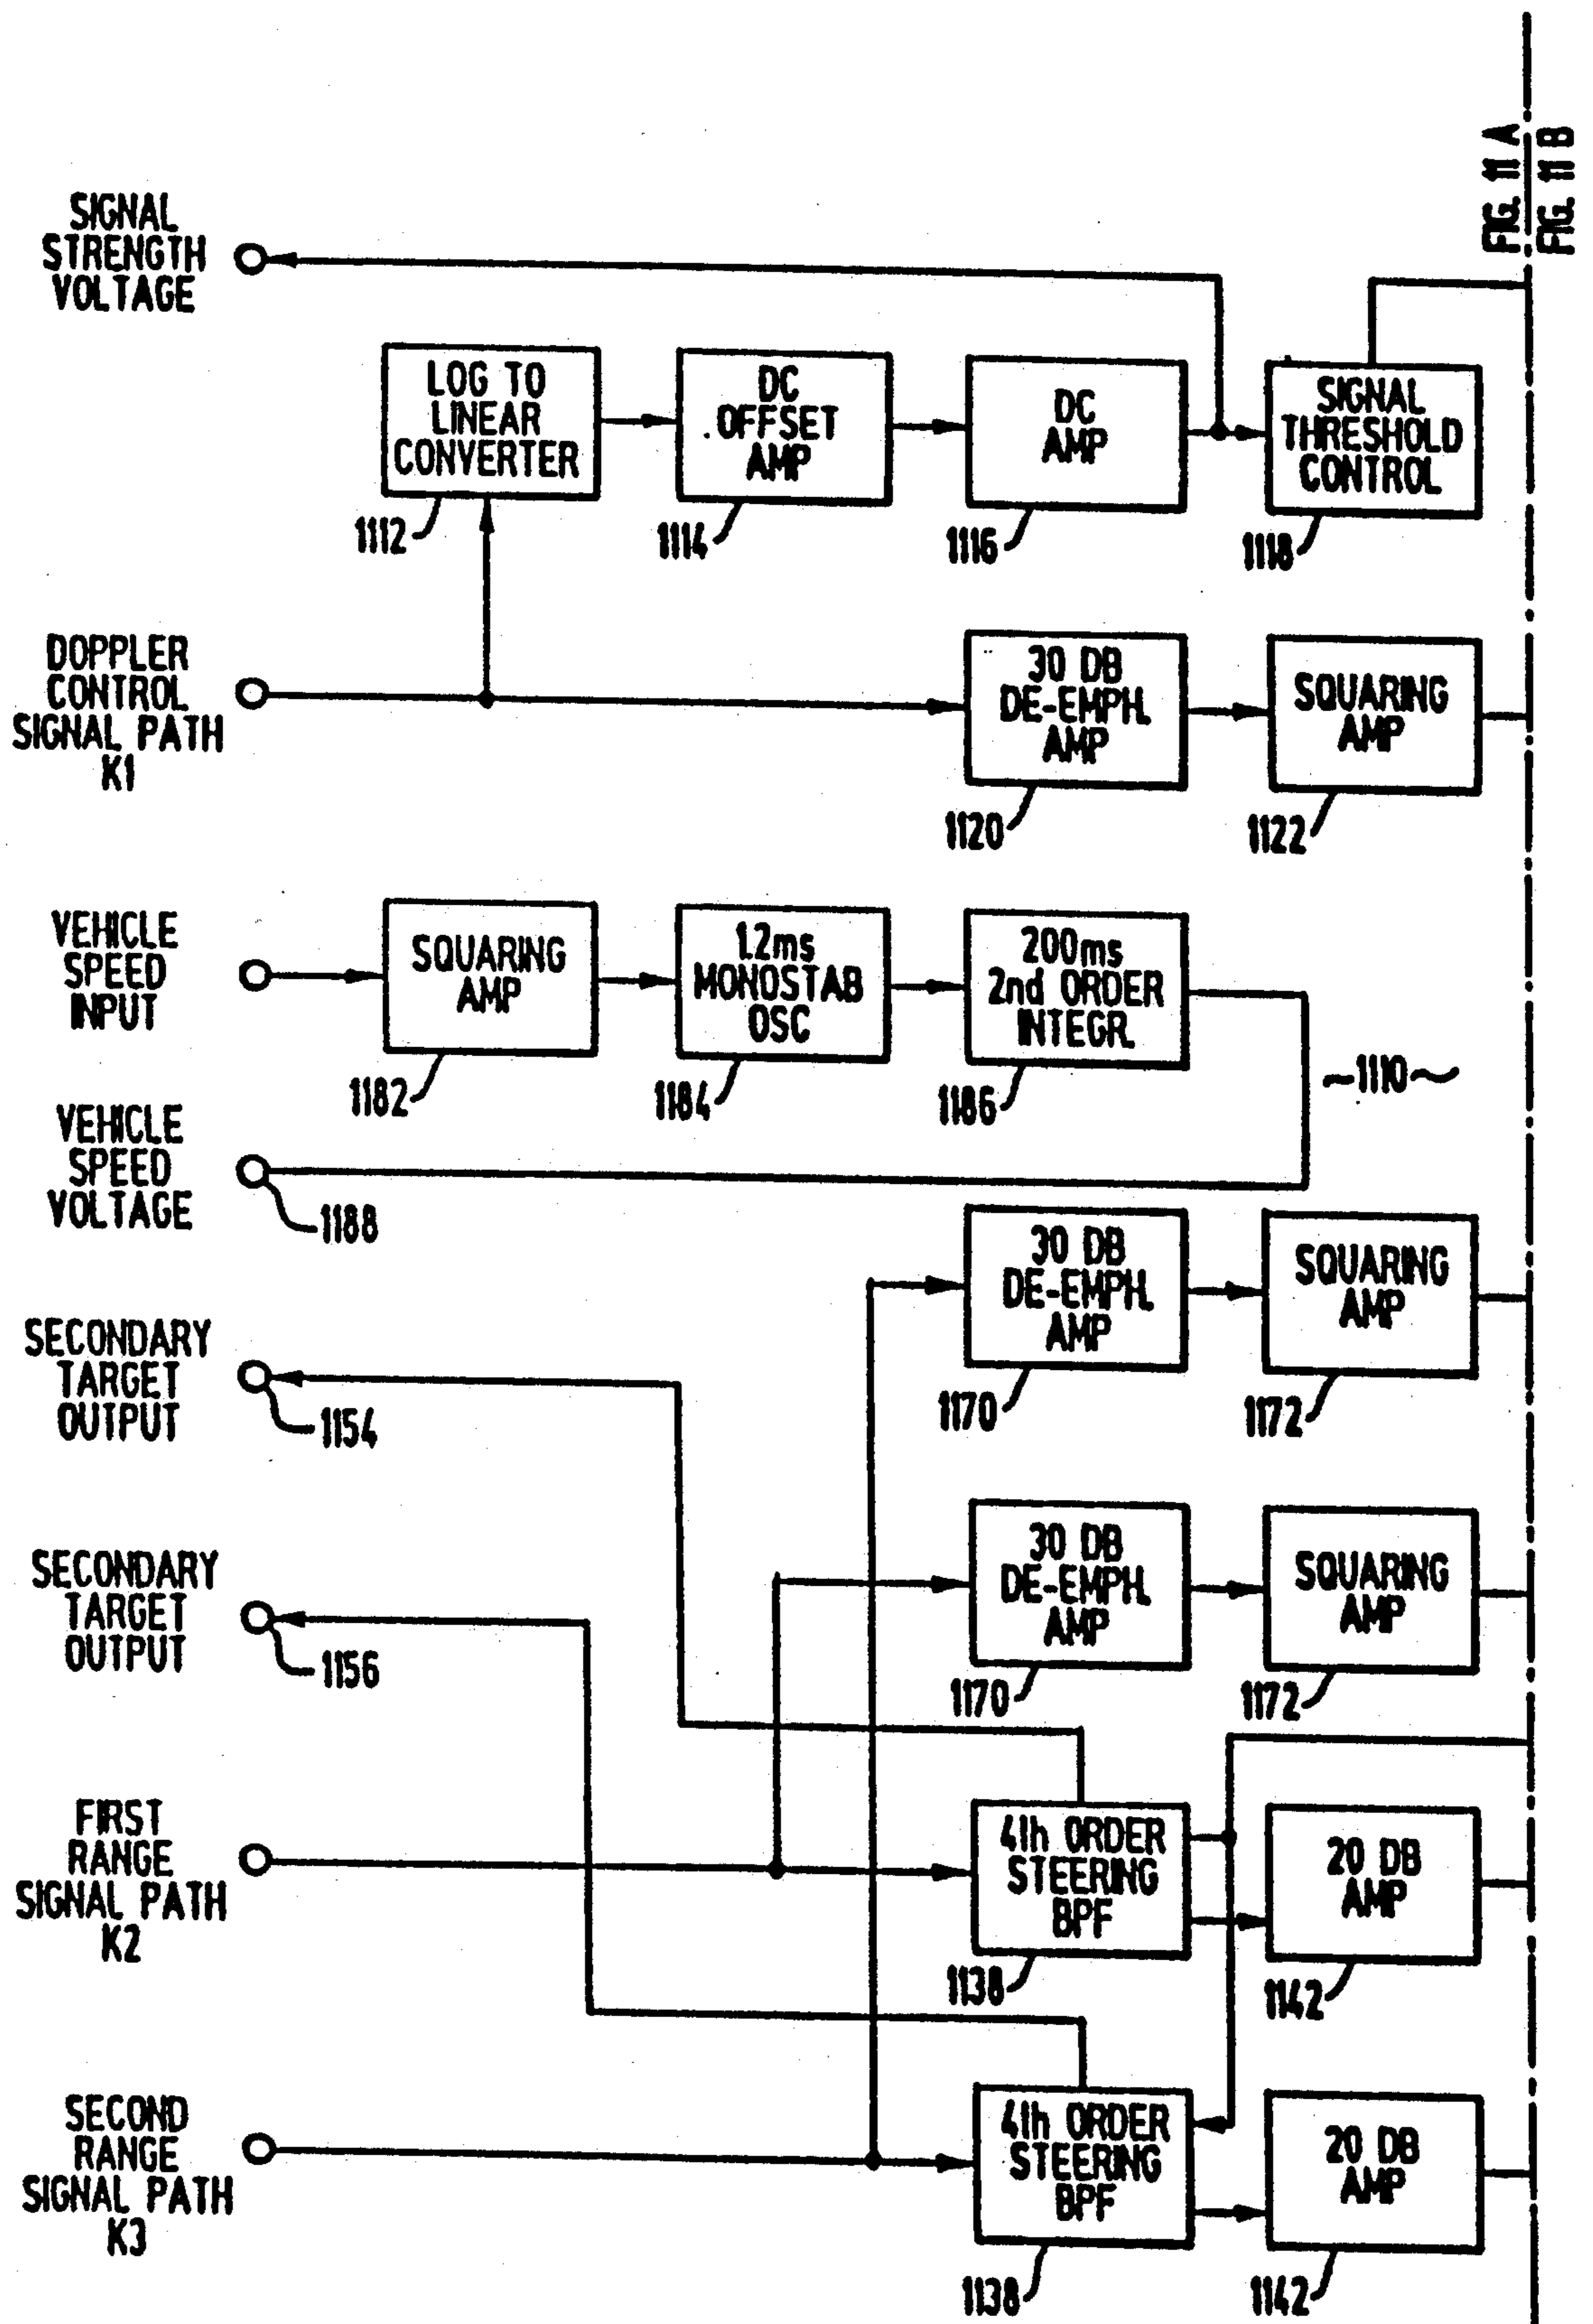 FIG. 11 A
FIG. 11 B
SIGNAL
STRENGTH
VOLTAGE
LOG TO
LINEAR
CONVERTER
1112
DC
OFFSET
AMP
1114
DC
AMP
1116
SIGNAL
THRESHOLD
CONTROL
1118
DOPPLER
CONTROL
SIGNAL PATH
K1
30 DB
DE-EMPH.
AMP
1120
SQUARING
AMP
1122
VEHICLE
SPEED
INPUT
SQUARING
AMP
1182
1.2ms
MONOSTAB
OSC
1184
200ms
2nd ORDER
INTEGR.
1186
~1110~
VEHICLE
SPEED
VOLTAGE
1188
30 DB
DE-EMPH.
AMP
1170
SQUARING
AMP
1172
SECONDARY
TARGET
OUTPUT
1154
30 DB
DE-EMPH.
AMP
1170
SQUARING
AMP
1172
SECONDARY
TARGET
OUTPUT
1156
FIRST
RANGE
SIGNAL PATH
K2
4th ORDER
STEERING
BPF
1138
20 DB
AMP
1142
SECOND
RANGE
SIGNAL PATH
K3
4th ORDER
STEERING
BPF
1138
20 DB
AMP
1142